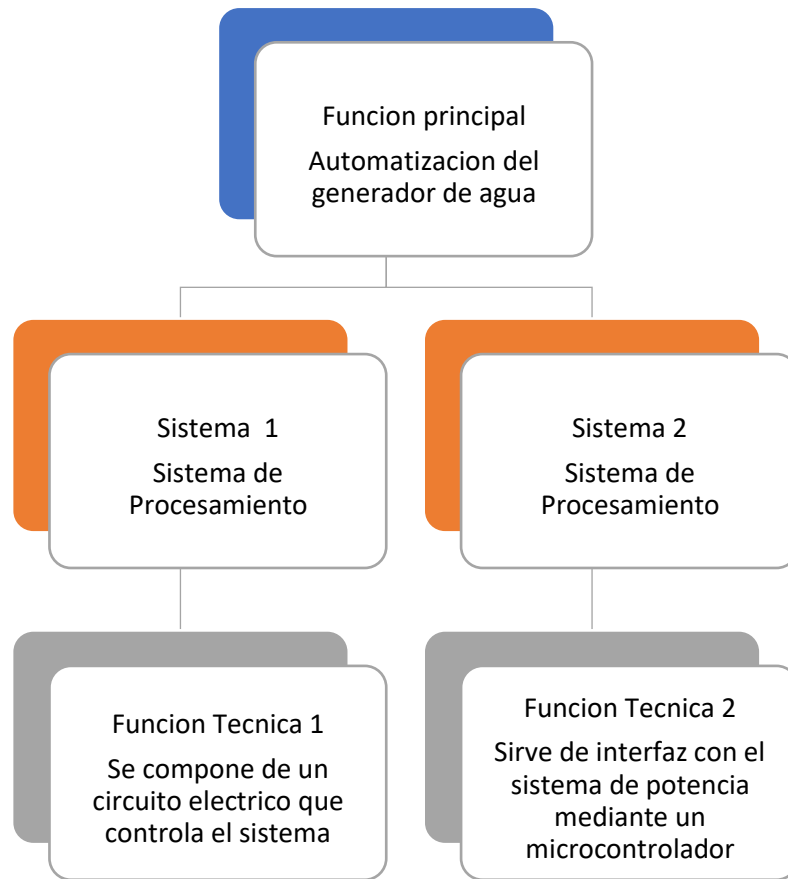 Funcion principal
Automatizacion del
generador de agua
Sistema 1
Sistema de
Procesamiento
Sistema 2
Sistema de
Procesamiento
Funcion Tecnica 1
Se compone de un
circuito electrico que
controla el sistema
Funcion Tecnica 2
Sirve de interfaz con el
sistema de potencia
mediante un
microcontrolador